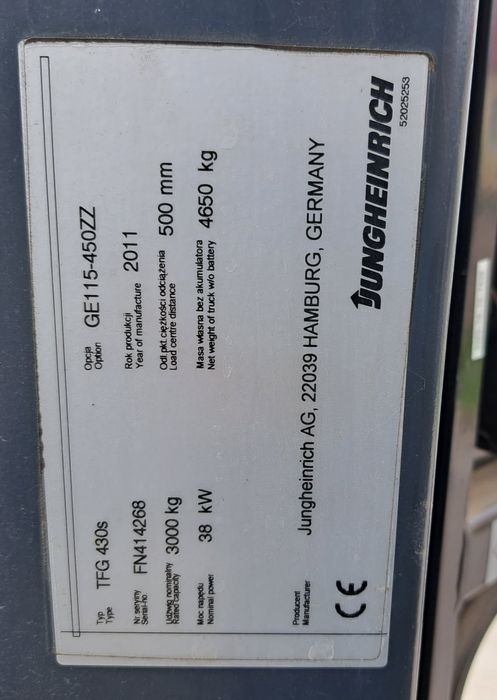 Typ
Type TFG 430s
Opcja
Option GE115-450ZZ
Nr seryjny
Serial-no. FN414268
Rok produkcji
Year of manufacture 2011
Udźwig nominalny
Rated capacity 3000 kg
Odl. pkt. ciężkości odciążenia
Load centre distance 500 mm
Moc napędu
Nominal power 38 kW
Masa własna bez akumulatora
Net weight of truck w/o battery 4650 kg
Producent
Manufacturer Jungheinrich AG, 22039 HAMBURG, GERMANY
CE
JUNGHEINRICH
52025253